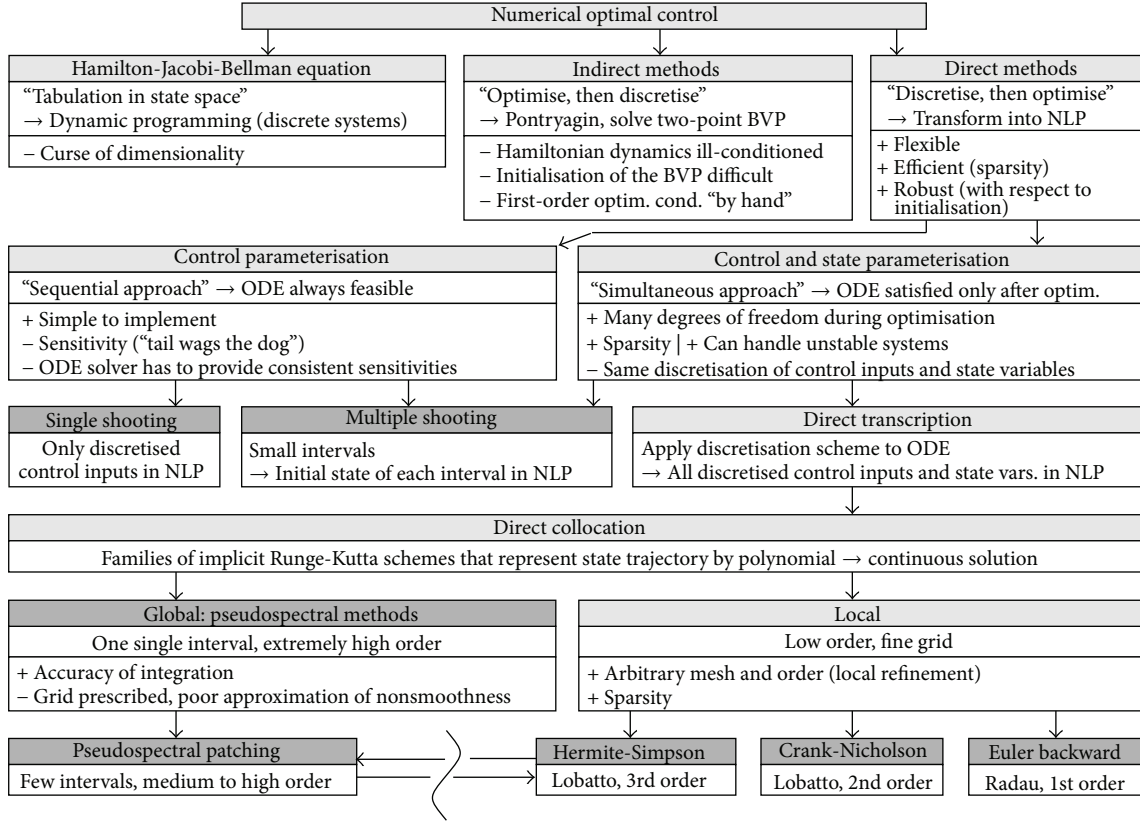 Numerical optimal control
Hamilton-Jacobi-Bellman equation
“Tabulation in state space”
→ Dynamic programming (discrete systems)
− Curse of dimensionality
Indirect methods
“Optimise, then discretise”
→ Pontryagin, solve two-point BVP
− Hamiltonian dynamics ill-conditioned
− Initialisation of the BVP difficult
− First-order optim. cond. “by hand”
Direct methods
“Discretise, then optimise”
→ Transform into NLP
+ Flexible
+ Efficient (sparsity)
+ Robust (with respect to
initialisation)
Control parameterisation
“Sequential approach” → ODE always feasible
+ Simple to implement
− Sensitivity (“tail wags the dog”)
− ODE solver has to provide consistent sensitivities
Control and state parameterisation
“Simultaneous approach” → ODE satisfied only after optim.
+ Many degrees of freedom during optimisation
+ Sparsity | + Can handle unstable systems
− Same discretisation of control inputs and state variables
Single shooting
Only discretised
control inputs in NLP
Multiple shooting
Small intervals
→ Initial state of each interval in NLP
Direct transcription
Apply discretisation scheme to ODE
→ All discretised control inputs and state vars. in NLP
Direct collocation
Families of implicit Runge-Kutta schemes that represent state trajectory by polynomial → continuous solution
Global: pseudospectral methods
One single interval, extremely high order
+ Accuracy of integration
− Grid prescribed, poor approximation of nonsmoothness
Local
Low order, fine grid
+ Arbitrary mesh and order (local refinement)
+ Sparsity
Pseudospectral patching
Few intervals, medium to high order
Hermite-Simpson
Lobatto, 3rd order
Crank-Nicholson
Lobatto, 2nd order
Euler backward
Radau, 1st order